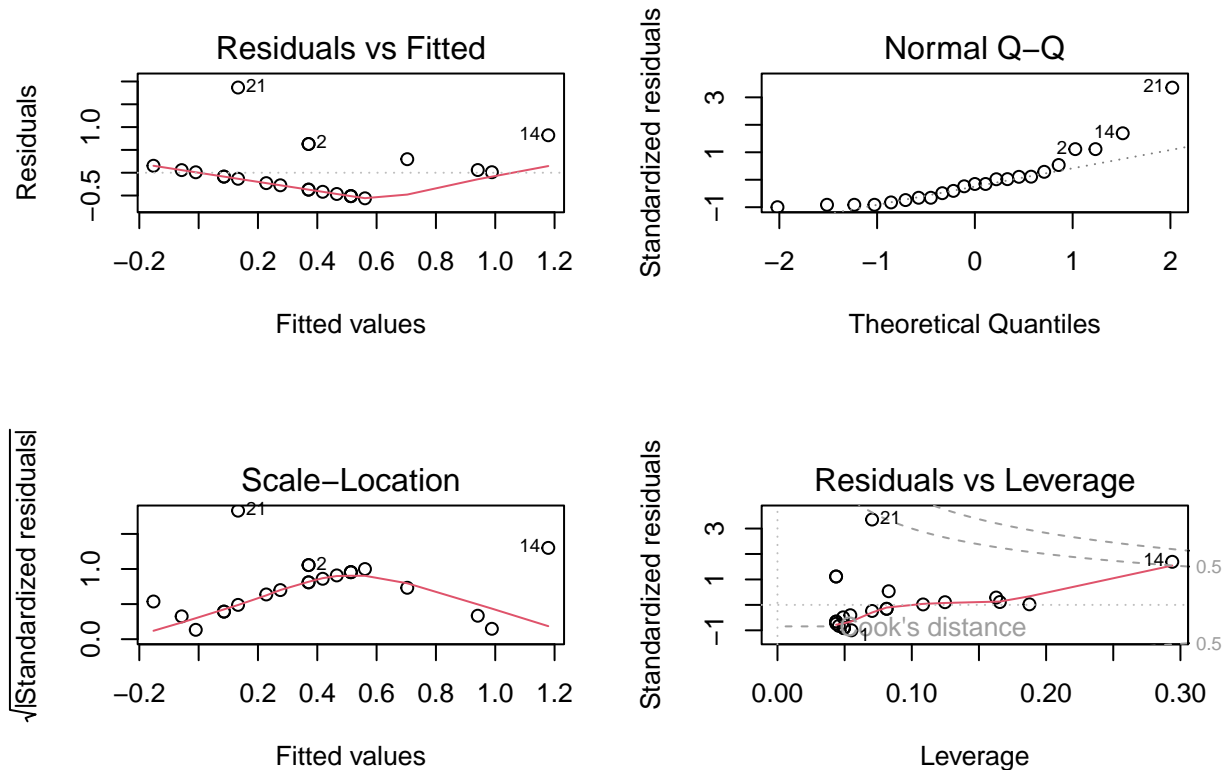 Residuals vs Fitted
Residuals
−0.5 1.0
21
2
14
−0.2 0.2 0.4 0.6 0.8 1.0 1.2
Fitted values
Normal Q−Q
Standardized residuals
−1 1 3
21
14
2
−2 −1 0 1 2
Theoretical Quantiles
Scale−Location
√|Standardized residuals|
0.0 1.0
21
2
14
−0.2 0.2 0.4 0.6 0.8 1.0 1.2
Fitted values
Residuals vs Leverage
Standardized residuals
−1 1 3
21
14
1
0.5
0.5
Cook's distance
0.00 0.10 0.20 0.30
Leverage